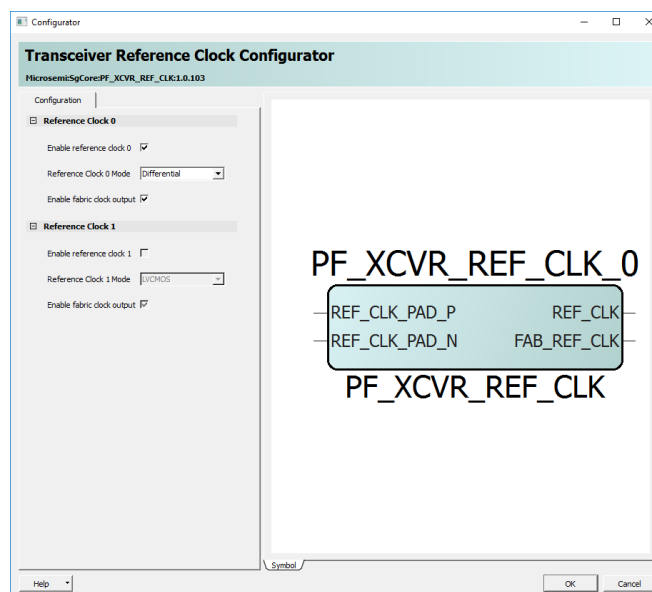 Configurator
Transceiver Reference Clock Configurator
Microsemi:SgCore:PF_XCVR_REF_CLK:1.0.103
Configuration
Reference Clock 0
Enable reference clock 0
Reference Clock 0 Mode Differential
Enable fabric clock output
Reference Clock 1
Enable reference clock 1
Reference Clock 1 Mode LVCMOS
Enable fabric clock output
PF_XCVR_REF_CLK_0
REF_CLK_PAD_P REF_CLK
REF_CLK_PAD_N FAB_REF_CLK
PF_XCVR_REF_CLK
Symbol
Help OK Cancel